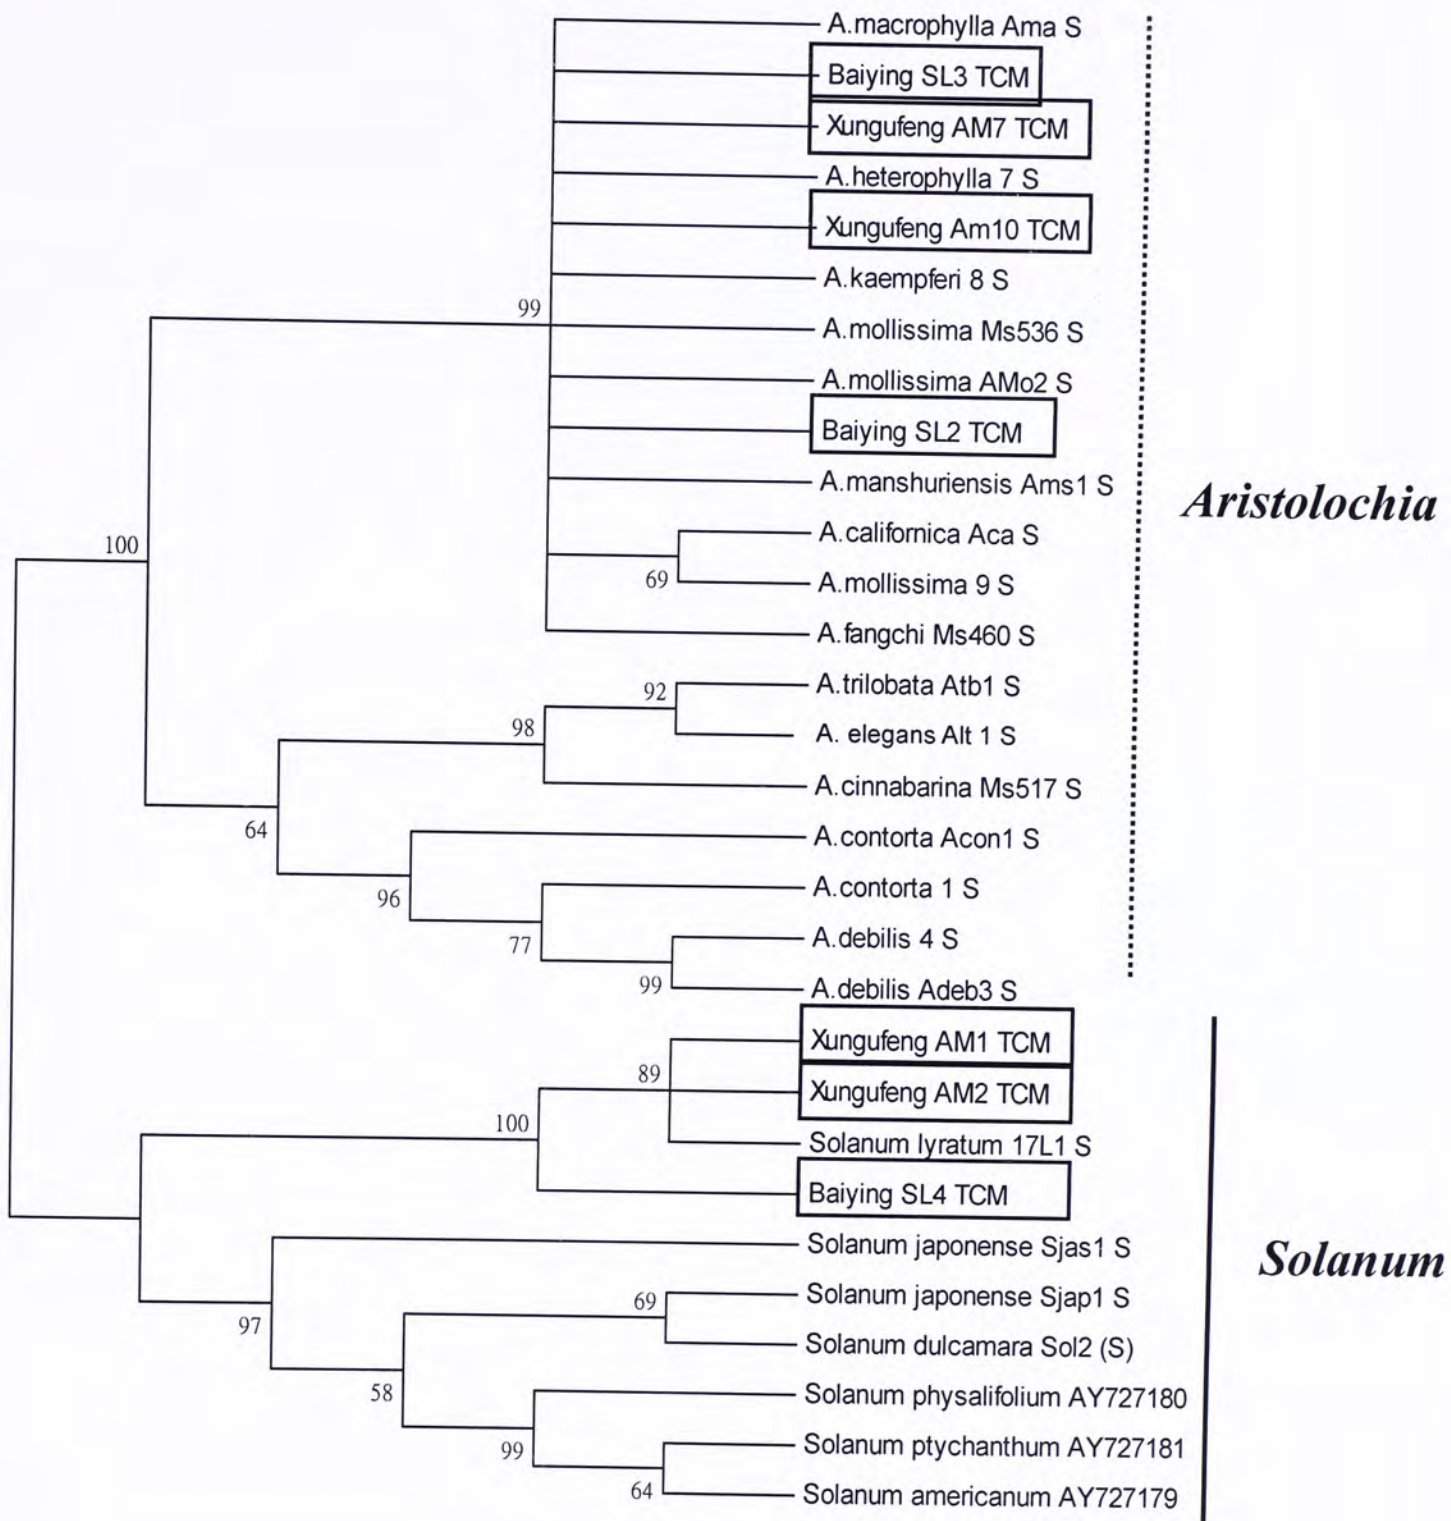 A.macrophylla Ama S
Baiying SL3 TCM
Xungufeng AM7 TCM
A.heterophylla 7 S
Xungufeng Am10 TCM
A.kaempferi 8 S
99
A.mollissima Ms536 S
A.mollissima AMo2 S
Baiying SL2 TCM
A.manshuriensis Ams1 S
Aristolochia
A.californica Aca S
100
69
A.mollissima 9 S
A.fangchi Ms460 S
A.trilobata Atb1 S
92
98
A. elegans Alt 1 S
A.cinnabarina Ms517 S
64
A.contorta Acon1 S
96
A.contorta 1 S
77
A.debilis 4 S
99
A.debilis Adeb3 S
Xungufeng AM1 TCM
89
Xungufeng AM2 TCM
100
Solanum lyratum 17L1 S
Baiying SL4 TCM
Solanum japonense Sjas1 S
Solanum
Solanum japonense Sjap1 S
69
97
Solanum dulcamara Sol2 (S)
58
Solanum physalifolium AY727180
99
Solanum ptychanthum AY727181
64
Solanum americanum AY727179